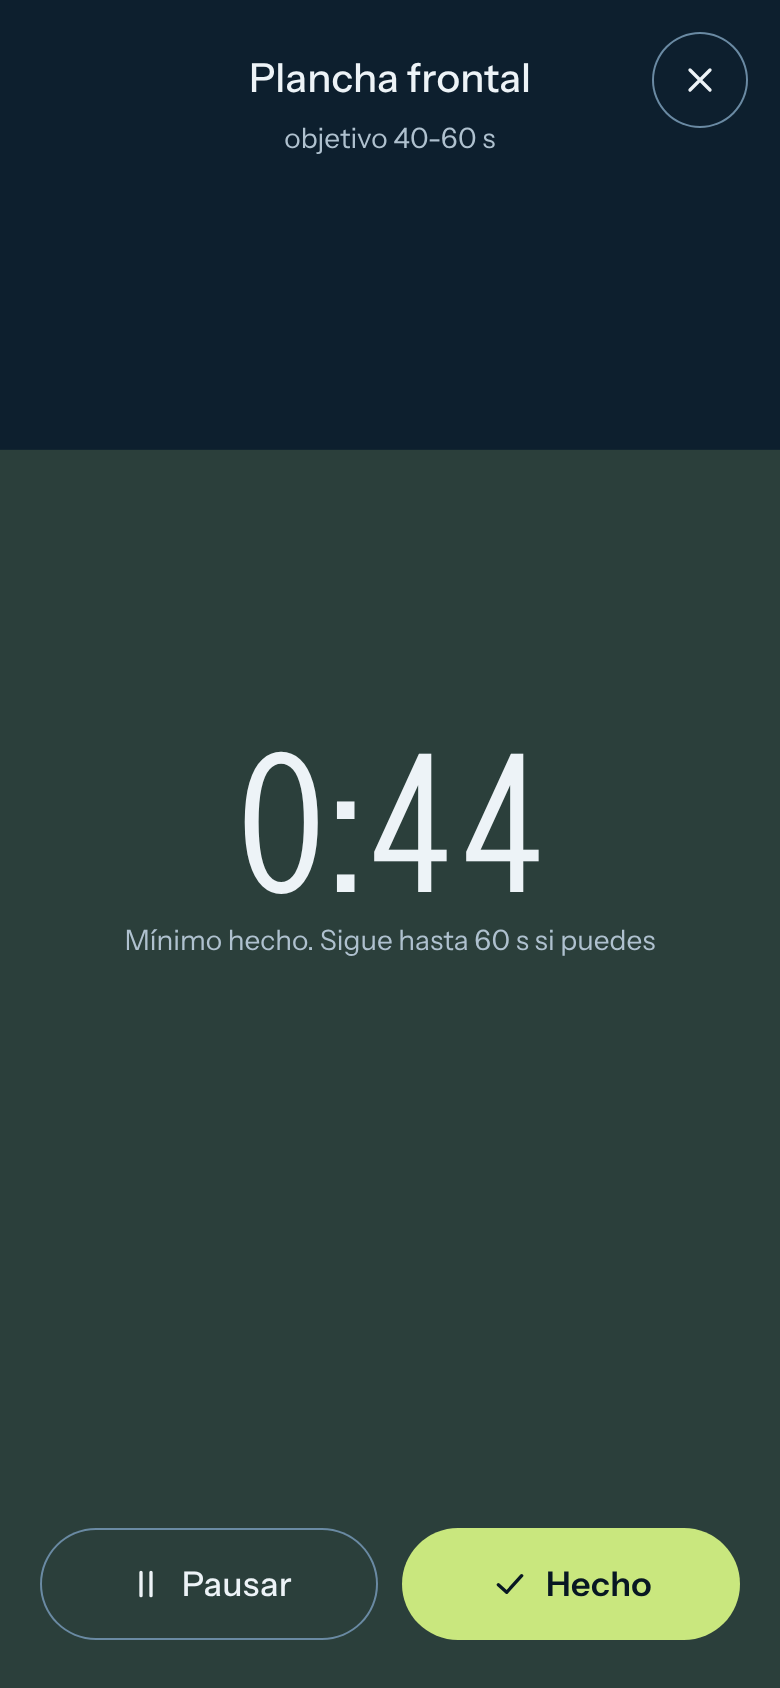 Plancha frontal
objetivo 40-60 s
0:44
Mínimo hecho. Sigue hasta 60 s si puedes
Pausar
Hecho